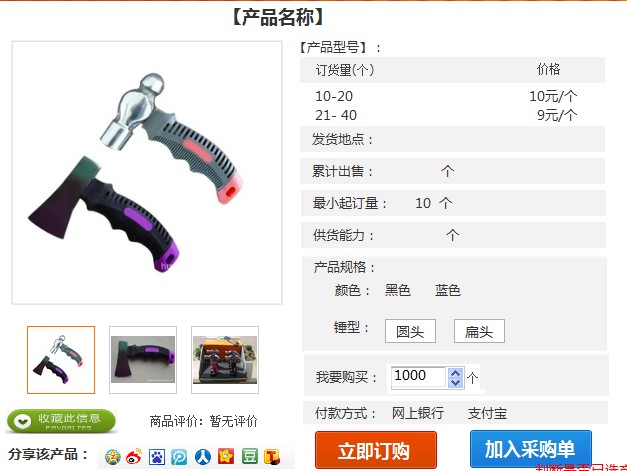 【产品名称】
【产品型号】：
订货量(个) 价格
10-20 10元/个
21- 40 9元/个
发货地点：
累计出售： 个
最小起订量： 10 个
供货能力： 个
产品规格：
颜色： 黑色 蓝色
锤型： 圆头 扁头
我要购买： 1000 个
付款方式： 网上银行 支付宝
收藏此信息
FAVORITES
商品评价：暂无评价
分享该产品：
立即订购
加入采购单